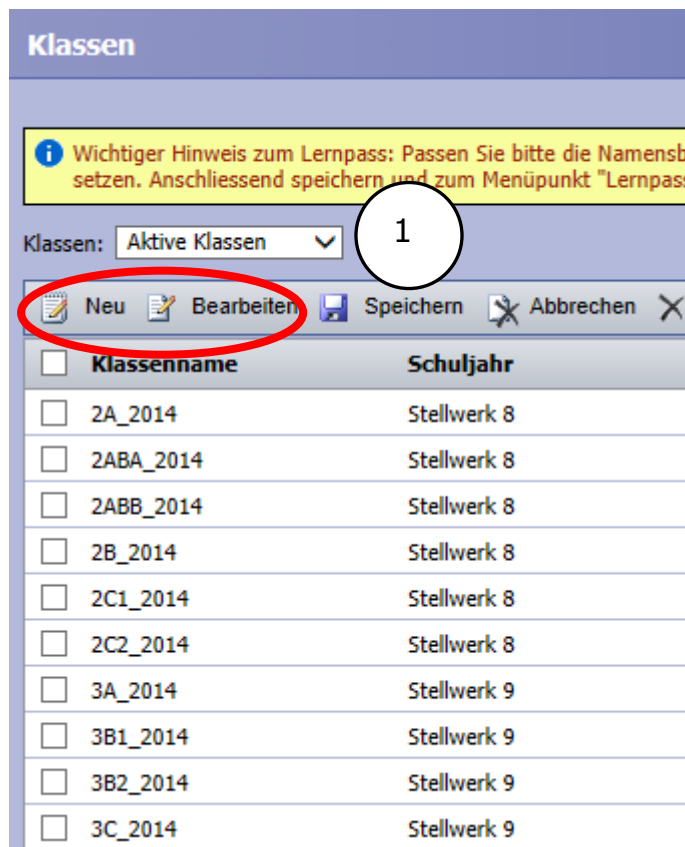 Klassen
Wichtiger Hinweis zum Lernpass: Passen Sie bitte die Namensb
setzen. Anschliessend speichern und zum Menüpunkt "Lernpass
Klassen: Aktive Klassen 1
Neu Bearbeiten Speichern Abbrechen
Klassenname Schuljahr
2A_2014 Stellwerk 8
2ABA_2014 Stellwerk 8
2ABB_2014 Stellwerk 8
2B_2014 Stellwerk 8
2C1_2014 Stellwerk 8
2C2_2014 Stellwerk 8
3A_2014 Stellwerk 9
3B1_2014 Stellwerk 9
3B2_2014 Stellwerk 9
3C_2014 Stellwerk 9